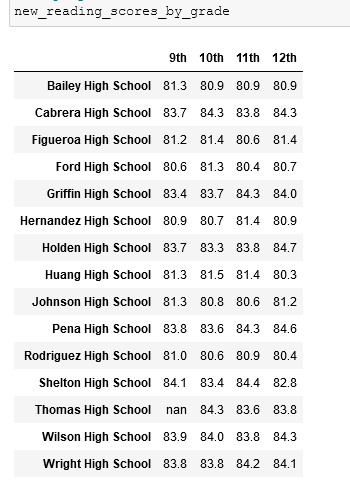 new_reading_scores_by_grade
9th 10th 11th 12th
Bailey High School 81.3 80.9 80.9 80.9
Cabrera High School 83.7 84.3 83.8 84.3
Figueroa High School 81.2 81.4 80.6 81.4
Ford High School 80.6 81.3 80.4 80.7
Griffin High School 83.4 83.7 84.3 84.0
Hernandez High School 80.9 80.7 81.4 80.9
Holden High School 83.7 83.3 83.8 84.7
Huang High School 81.3 81.5 81.4 80.3
Johnson High School 81.3 80.8 80.6 81.2
Pena High School 83.8 83.6 84.3 84.6
Rodriguez High School 81.0 80.6 80.9 80.4
Shelton High School 84.1 83.4 84.4 82.8
Thomas High School nan 84.3 83.6 83.8
Wilson High School 83.9 84.0 83.8 84.3
Wright High School 83.8 83.8 84.2 84.1